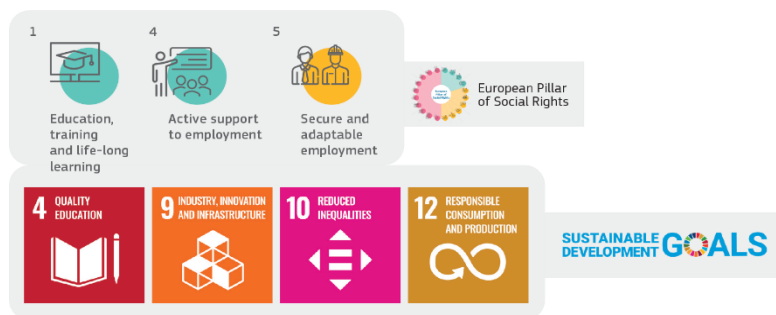 1
Education,
training
and life-long
learning
4
Active support
to employment
5
Secure and
adaptable
employment
European Pillar
of Social Rights
4 QUALITY
EDUCATION
9 INDUSTRY, INNOVATION
AND INFRASTRUCTURE
10 REDUCED
INEQUALITIES
12 RESPONSIBLE
CONSUMPTION
AND PRODUCTION
SUSTAINABLE
DEVELOPMENT
GOALS